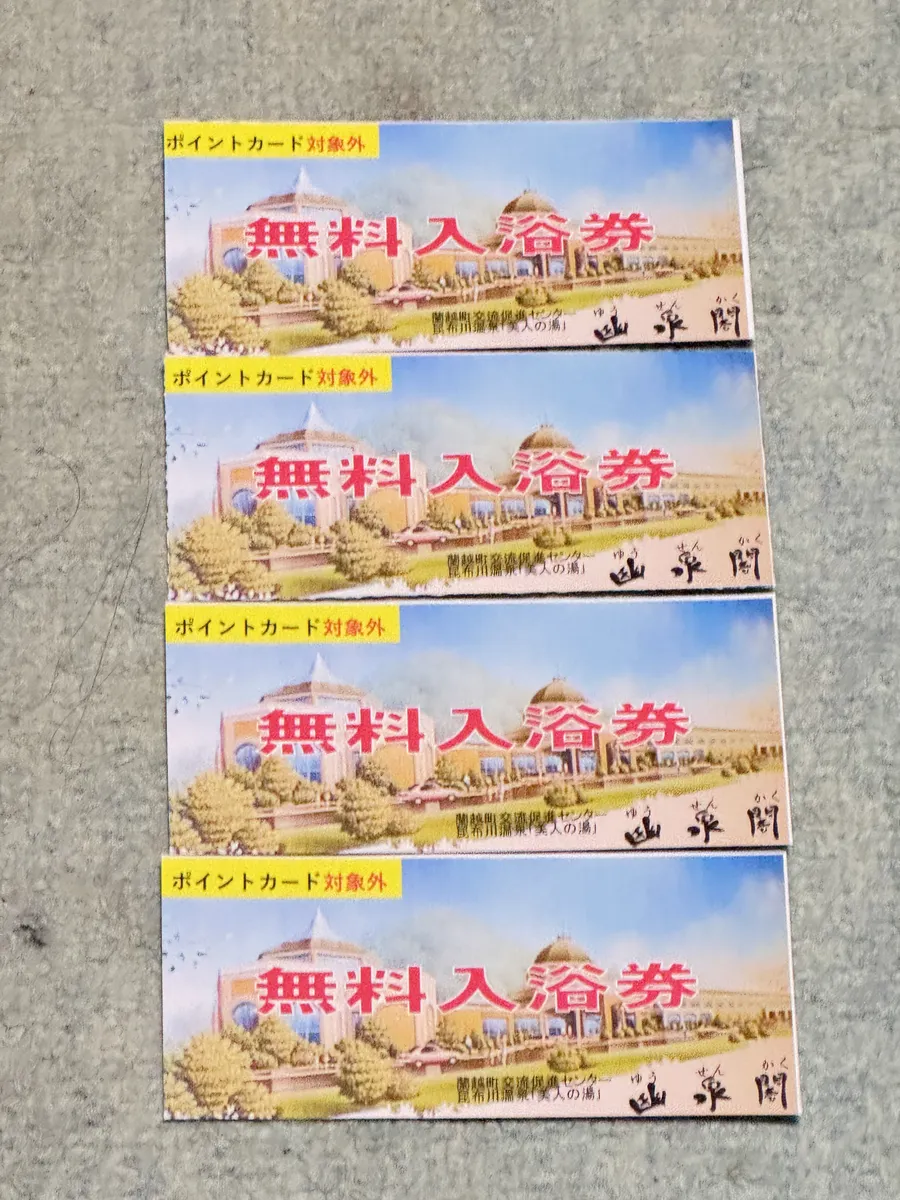 ポイントカード対象外
無料入浴券
蘭越町交流促進センター
昆布川温泉「美人の湯」
ゆう せん かく
幽泉閣
ポイントカード対象外
無料入浴券
蘭越町交流促進センター
昆布川温泉「美人の湯」
ゆう せん かく
幽泉閣
ポイントカード対象外
無料入浴券
蘭越町交流促進センター
昆布川温泉「美人の湯」
ゆう せん かく
幽泉閣
ポイントカード対象外
無料入浴券
蘭越町交流促進センター
昆布川温泉「美人の湯」
ゆう せん かく
幽泉閣